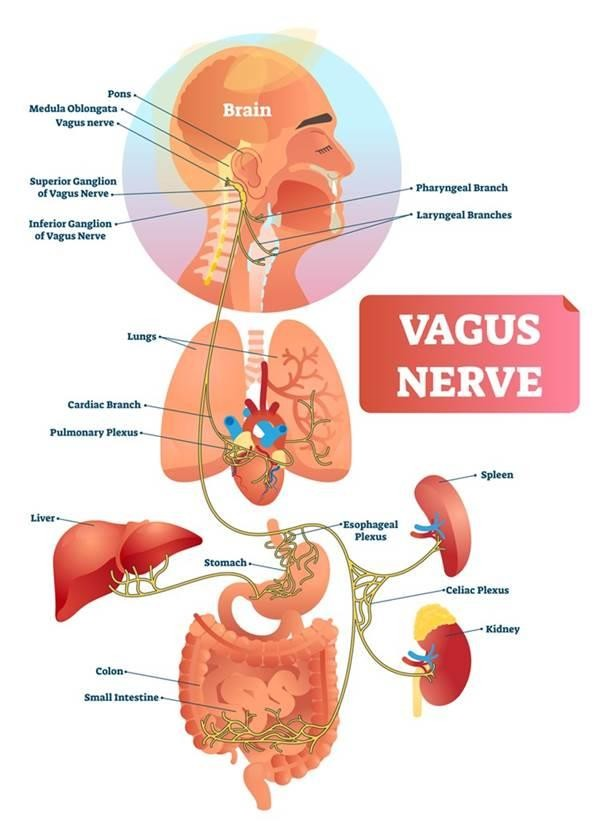 Brain
Pons
Medula Oblongata
Vagus nerve
Superior Ganglion
of Vagus Nerve
Inferior Ganglion
of Vagus Nerve
Pharyngeal Branch
Laryngeal Branches
VAGUS
NERVE
Lungs
Cardiac Branch
Pulmonary Plexus
Spleen
Liver
Esophageal
Plexus
Stomach
Celiac Plexus
Kidney
Colon
Small Intestine